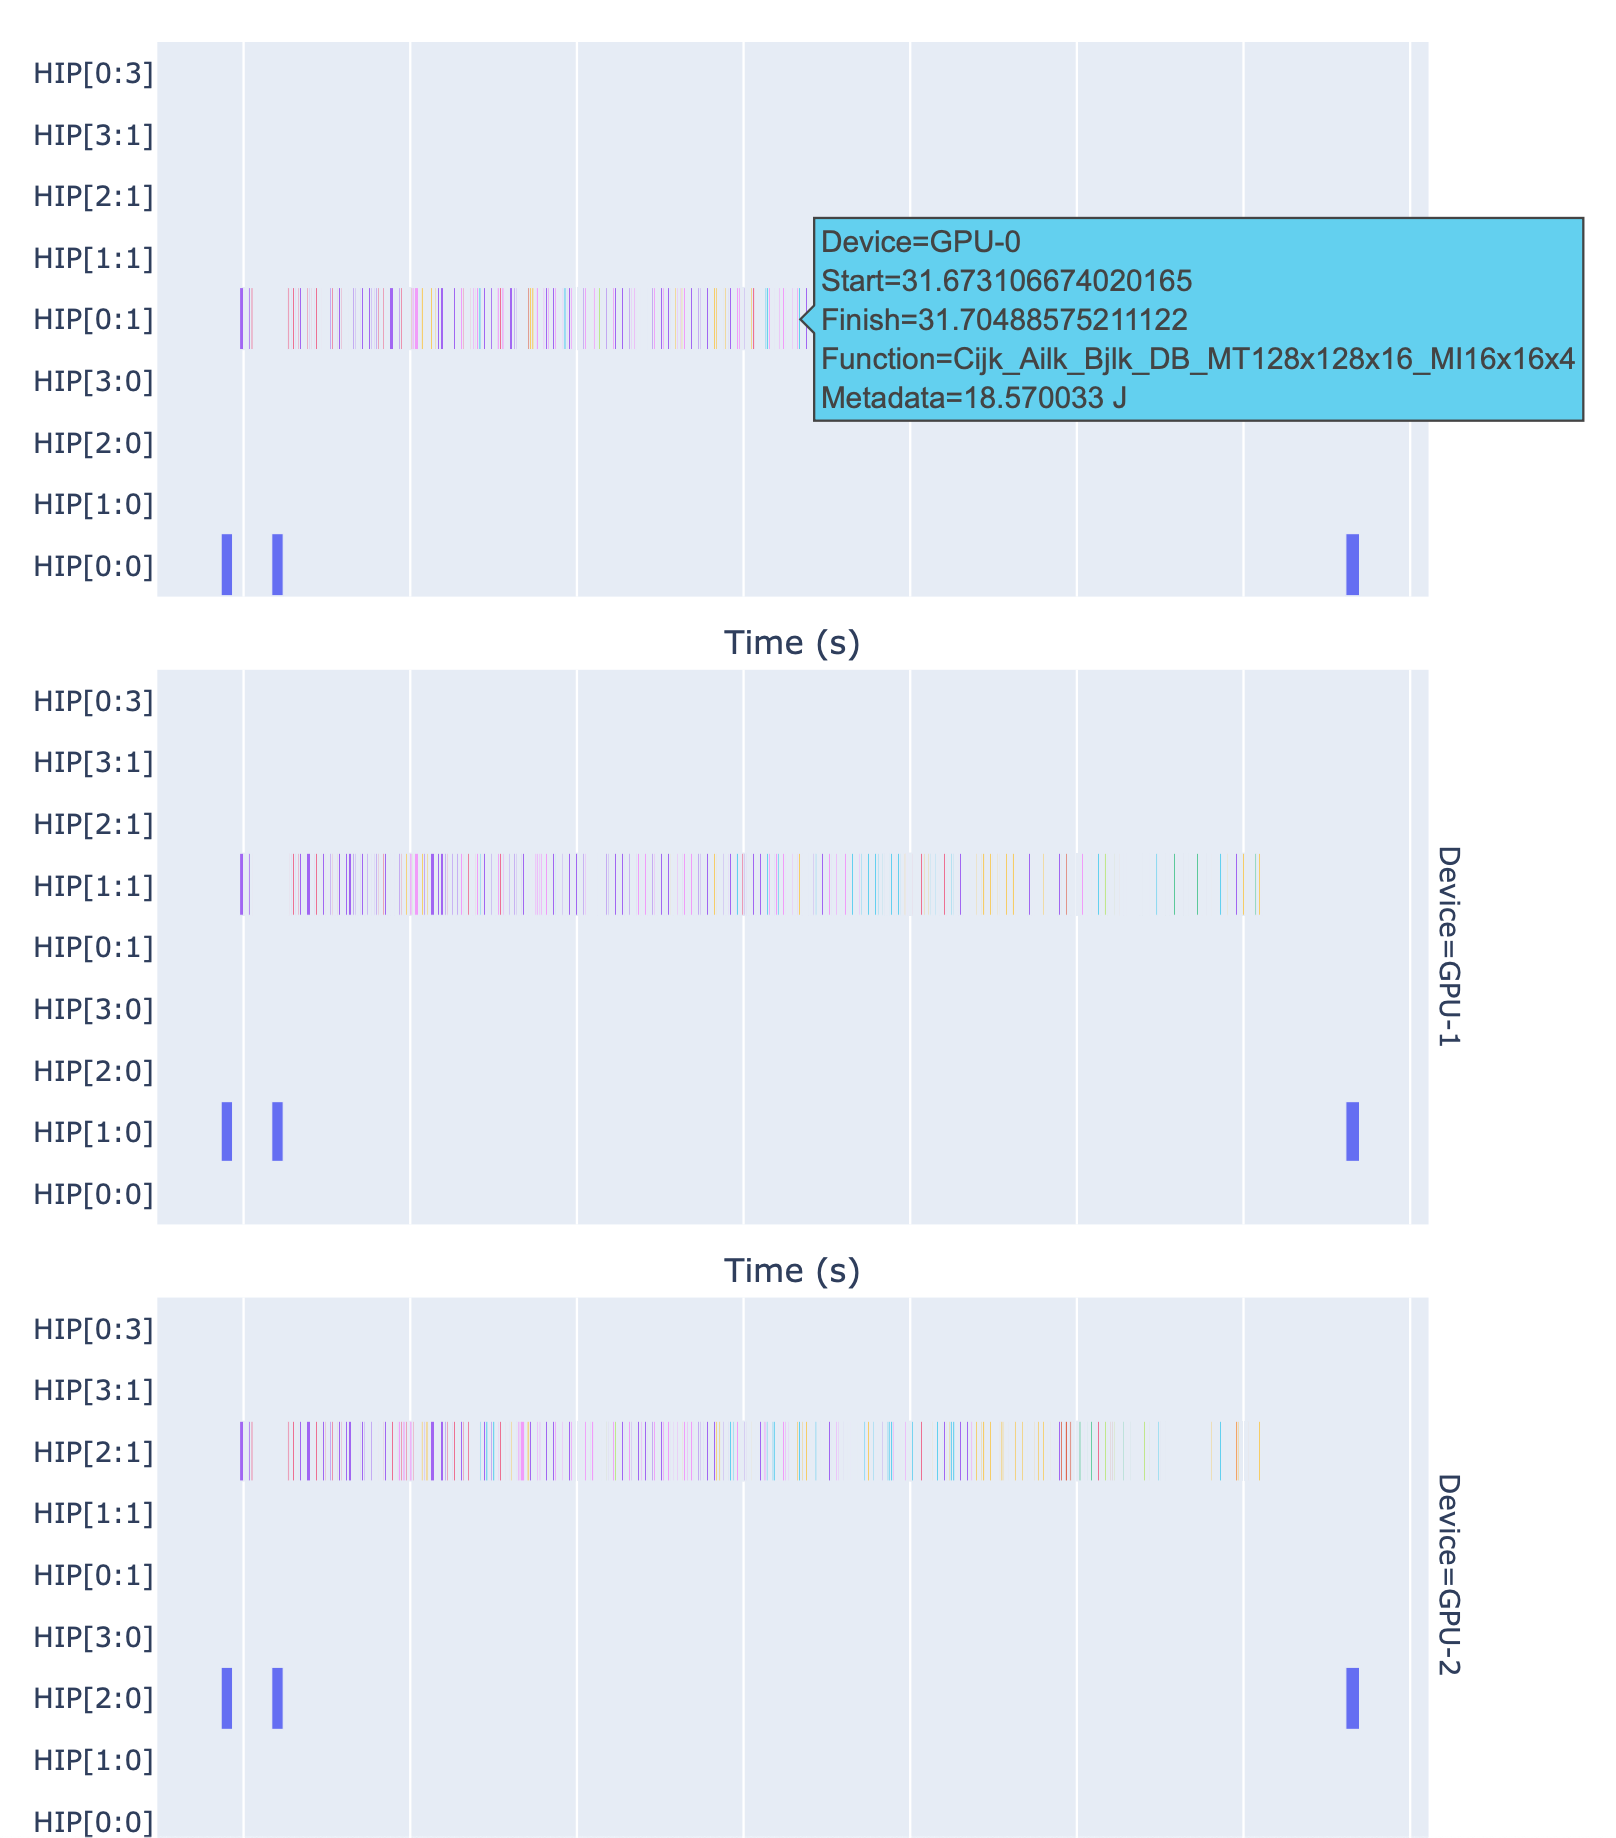 HIP[0:3]
HIP[3:1]
HIP[2:1]
HIP[1:1]
HIP[0:1]
HIP[3:0]
HIP[2:0]
HIP[1:0]
HIP[0:0]
Device=GPU-0
Start=31.673106674020165
Finish=31.70488575211122
Function=Cijk_Ailk_Bjlk_DB_MT128x128x16_MI16x16x4
Metadata=18.570033 J
Time (s)
HIP[0:3]
HIP[3:1]
HIP[2:1]
HIP[1:1]
HIP[0:1]
HIP[3:0]
HIP[2:0]
HIP[1:0]
HIP[0:0]
Device=GPU-1
Time (s)
HIP[0:3]
HIP[3:1]
HIP[2:1]
HIP[1:1]
HIP[0:1]
HIP[3:0]
HIP[2:0]
HIP[1:0]
HIP[0:0]
Device=GPU-2